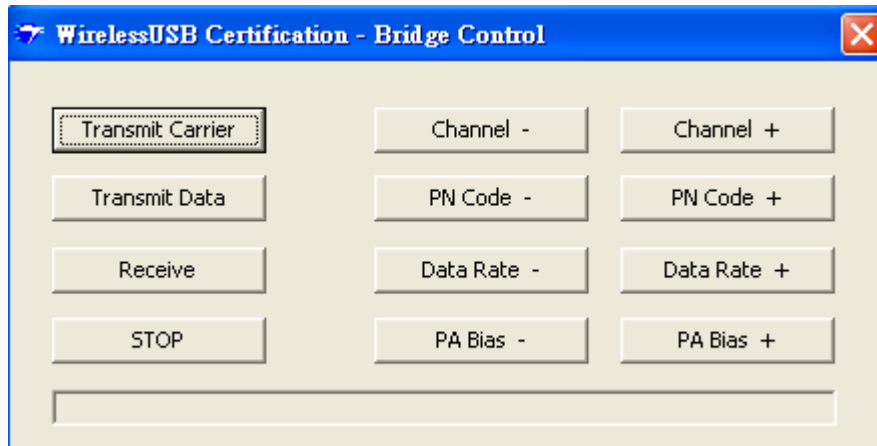 WirelessUSB Certification - Bridge Control
Transmit Carrier Channel - Channel +
Transmit Data PN Code - PN Code +
Receive Data Rate - Data Rate +
STOP PA Bias - PA Bias +